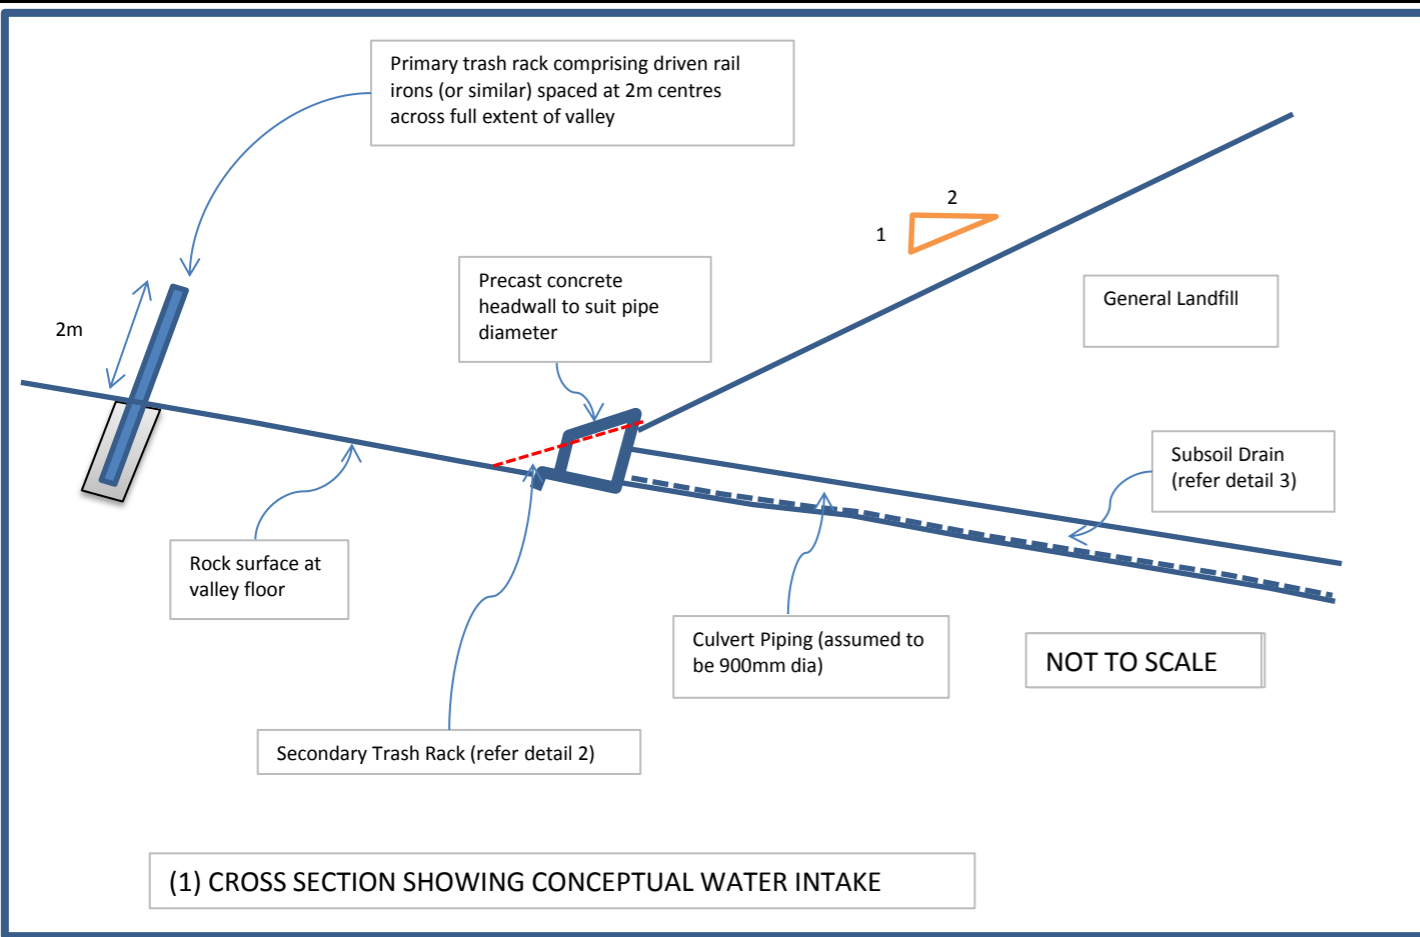 Primary trash rack comprising driven rail
irons (or similar) spaced at 2m centres
across full extent of valley
2
1
Precast concrete
headwall to suit pipe
diameter
General Landfill
2m
Subsoil Drain
(refer detail 3)
Rock surface at
valley floor
Culvert Piping (assumed to
be 900mm dia)
NOT TO SCALE
Secondary Trash Rack (refer detail 2)
(1) CROSS SECTION SHOWING CONCEPTUAL WATER INTAKE